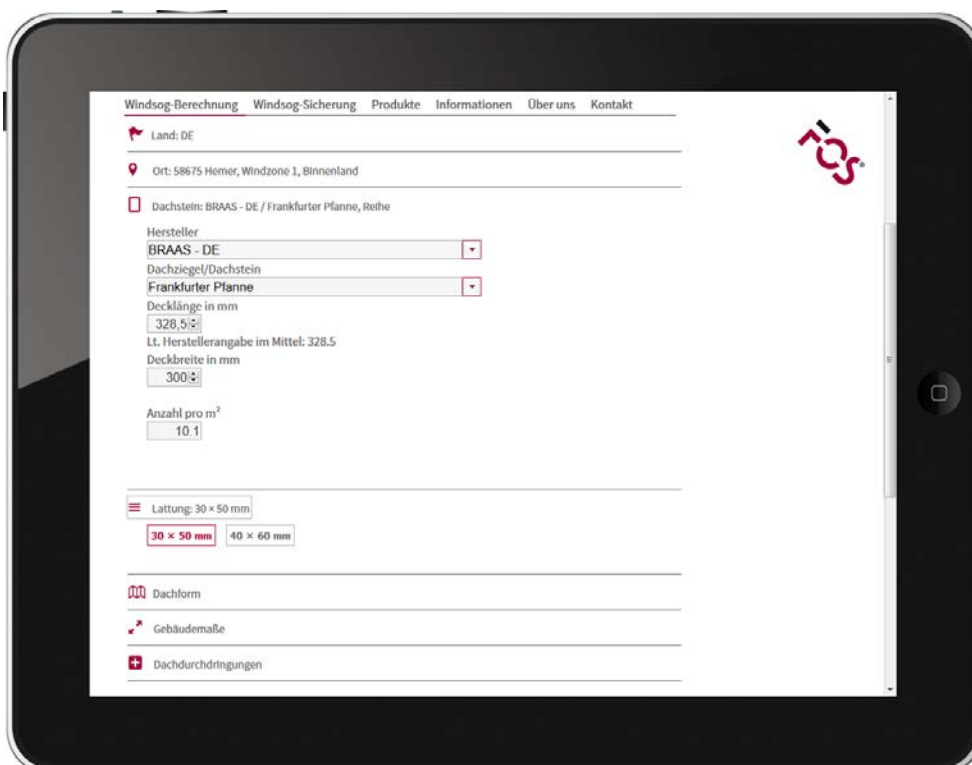 Windsog-Berechnung Windsog-Sicherung Produkte Informationen Über uns Kontakt
FOS
Land: DE
Ort: 58675 Hemer, Windzone 1, Binnenland
Dachstein: BRAAS - DE / Frankfurter Pfanne, Reihe
Hersteller
BRAAS - DE
Dachziegel/Dachstein
Frankfurter Pfanne
Decklänge in mm
328,5
Lt. Herstellerangabe im Mittel: 328.5
Deckbreite in mm
300
Anzahl pro m²
10.1
Lattung: 30 × 50 mm
30 × 50 mm 40 × 60 mm
Dachform
Gebäudemaße
Dachdurchdringungen